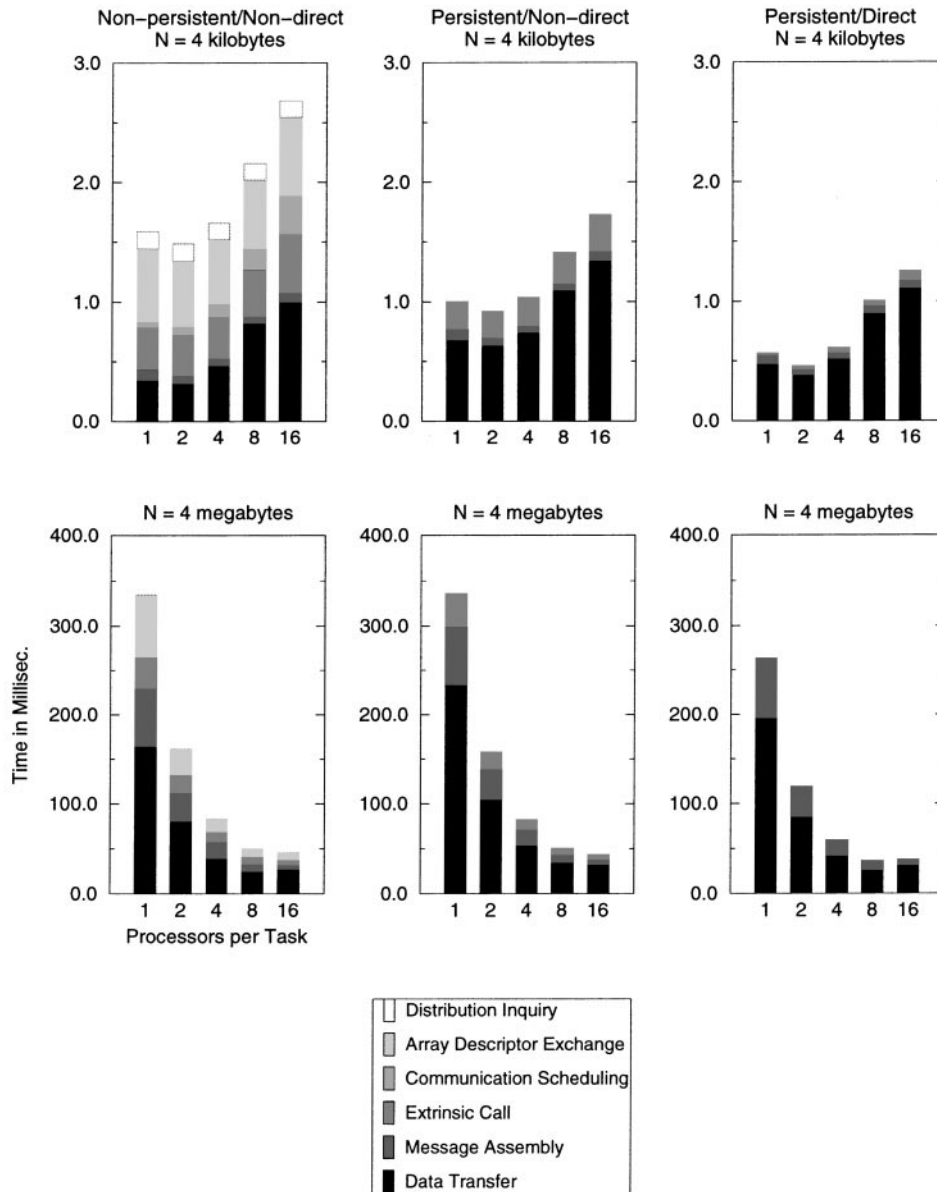 Non-persistent/Non-direct
N = 4 kilobytes
3.0
2.0
1.0
0.0
1 2 4 8 16
Persistent/Non-direct
N = 4 kilobytes
3.0
2.0
1.0
0.0
1 2 4 8 16
Persistent/Direct
N = 4 kilobytes
3.0
2.0
1.0
0.0
1 2 4 8 16
N = 4 megabytes
Time in Millisec.
400.0
300.0
200.0
100.0
0.0
1 2 4 8 16
Processors per Task
N = 4 megabytes
400.0
300.0
200.0
100.0
0.0
1 2 4 8 16
N = 4 megabytes
400.0
300.0
200.0
100.0
0.0
1 2 4 8 16
Distribution Inquiry
Array Descriptor Exchange
Communication Scheduling
Extrinsic Call
Message Assembly
Data Transfer